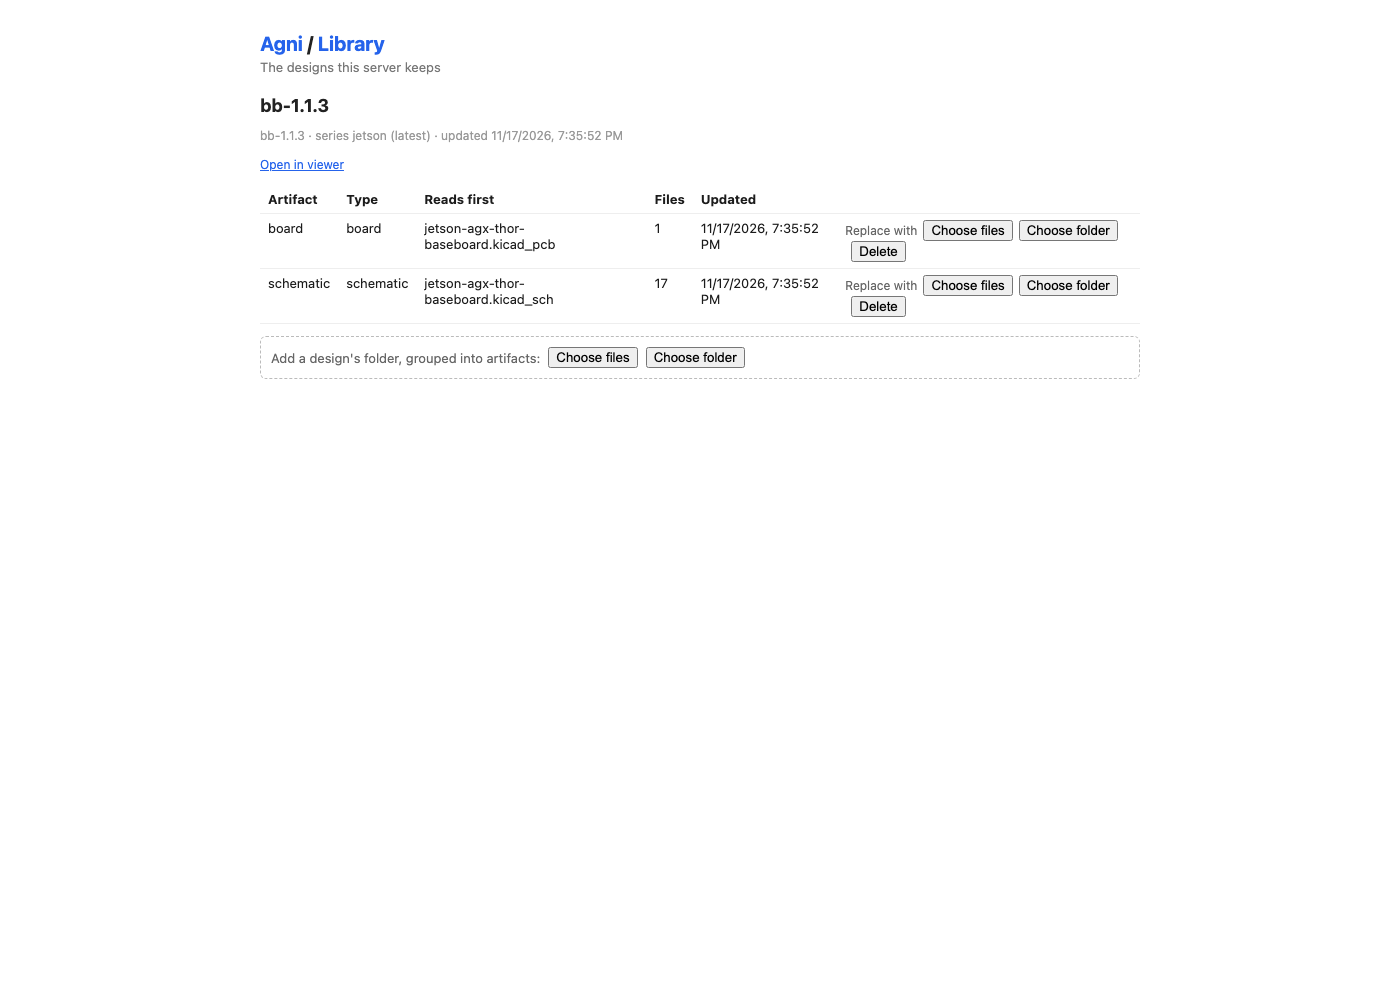 Agni / Library
The designs this server keeps
bb-1.1.3
bb-1.1.3 · series jetson (latest) · updated 11/17/2026, 7:35:52 PM
Open in viewer
Artifact Type Reads first Files Updated
board board jetson-agx-thor-baseboard.kicad_pcb 1 11/17/2026, 7:35:52 PM Replace with Choose files Choose folder
Delete
schematic schematic jetson-agx-thor-baseboard.kicad_sch 17 11/17/2026, 7:35:52 PM Replace with Choose files Choose folder
Delete
Add a design's folder, grouped into artifacts: Choose files Choose folder